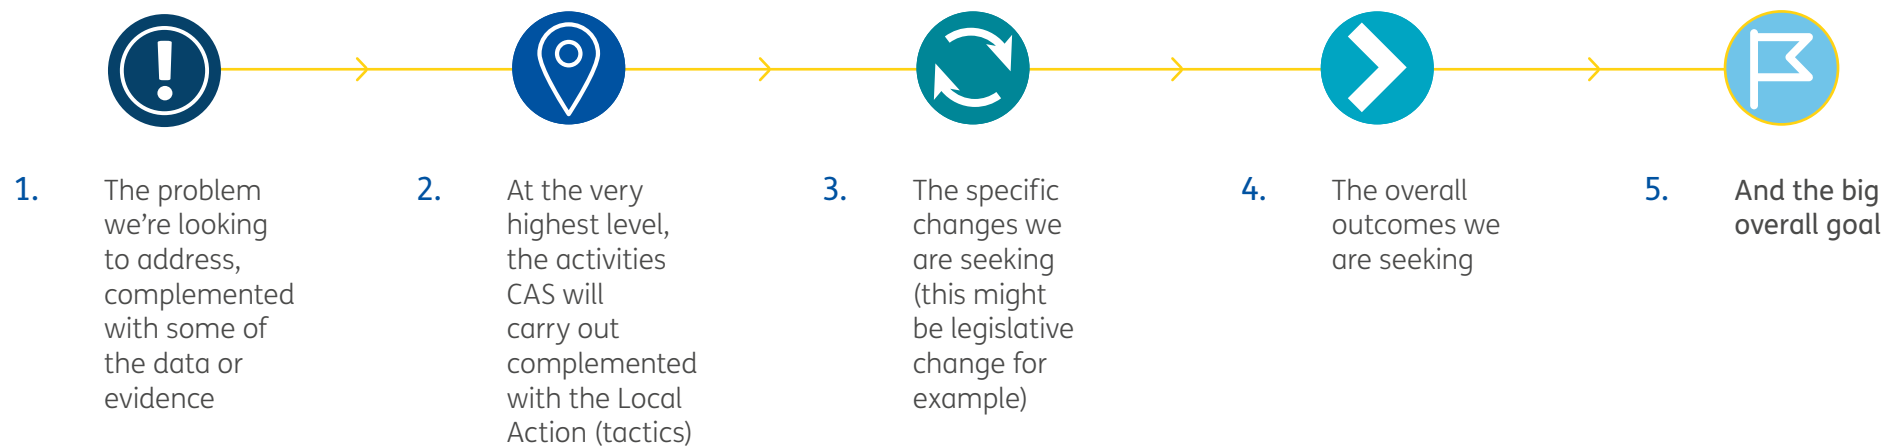 1.
The problem
we’re looking
to address,
complemented
with some of
the data or
evidence
2.
At the very
highest level,
the activities
CAS will
carry out
complemented
with the Local
Action (tactics)
3.
The specific
changes we
are seeking
(this might
be legislative
change for
example)
4.
The overall
outcomes we
are seeking
5.
And the big
overall goal